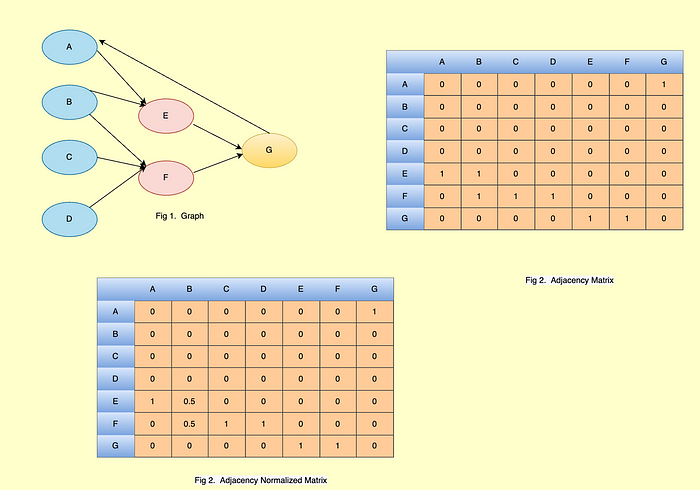 A
B
C
D
E
F
G
Fig 1. Graph
A B C D E F G
A 0 0 0 0 0 0 1
B 0 0 0 0 0 0 0
C 0 0 0 0 0 0 0
D 0 0 0 0 0 0 0
E 1 1 0 0 0 0 0
F 0 1 1 1 0 0 0
G 0 0 0 0 1 1 0
Fig 2. Adjacency Matrix
A B C D E F G
A 0 0 0 0 0 0 1
B 0 0 0 0 0 0 0
C 0 0 0 0 0 0 0
D 0 0 0 0 0 0 0
E 1 0.5 0 0 0 0 0
F 0 0.5 1 1 0 0 0
G 0 0 0 0 1 1 0
Fig 2. Adjacency Normalized Matrix